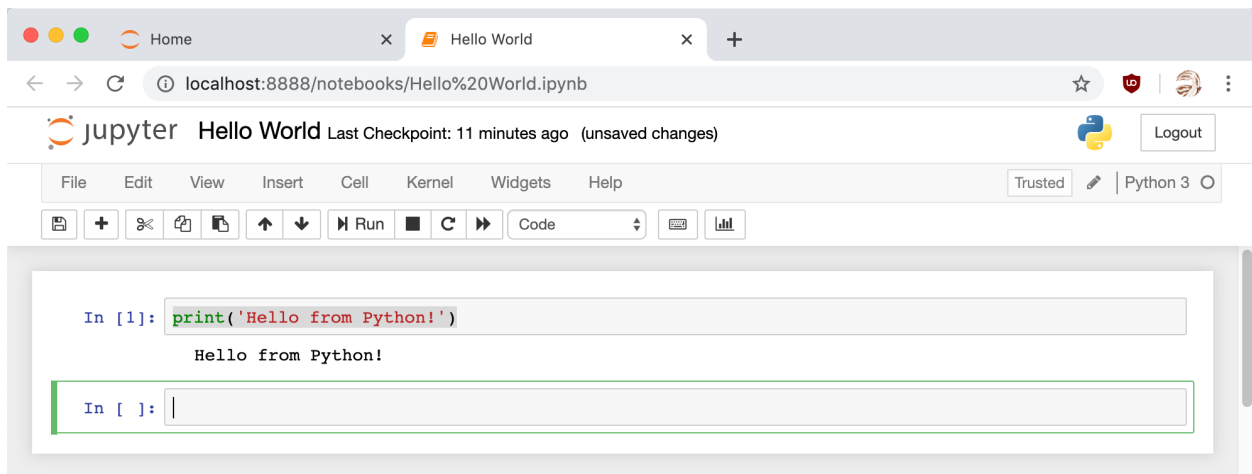 Home
Hello World
localhost:8888/notebooks/Hello%20World.ipynb
jupyter Hello World Last Checkpoint: 11 minutes ago (unsaved changes)
Logout
File Edit View Insert Cell Kernel Widgets Help
Trusted
Python 3
Run
Code
In [1]: print('Hello from Python!')
Hello from Python!
In [ ]: